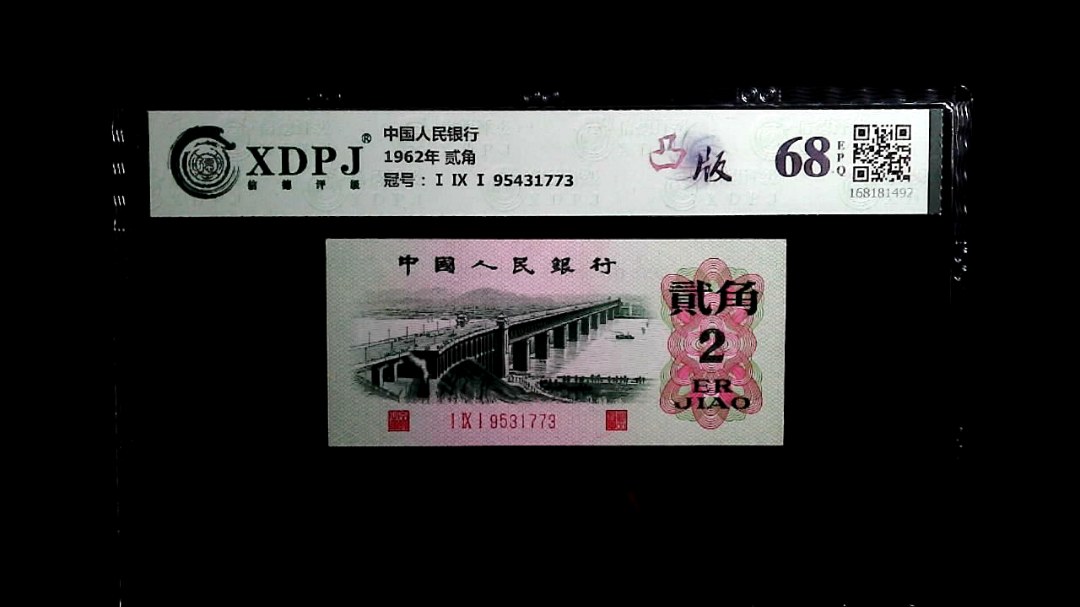 XDPJ®
信德评级
中国人民银行
1962年 贰角
冠号：I IX I 95431773
凸版
68
EPQ
168181492
中國人民銀行
貳角
2
ER
JIAO
I IX I 9531773